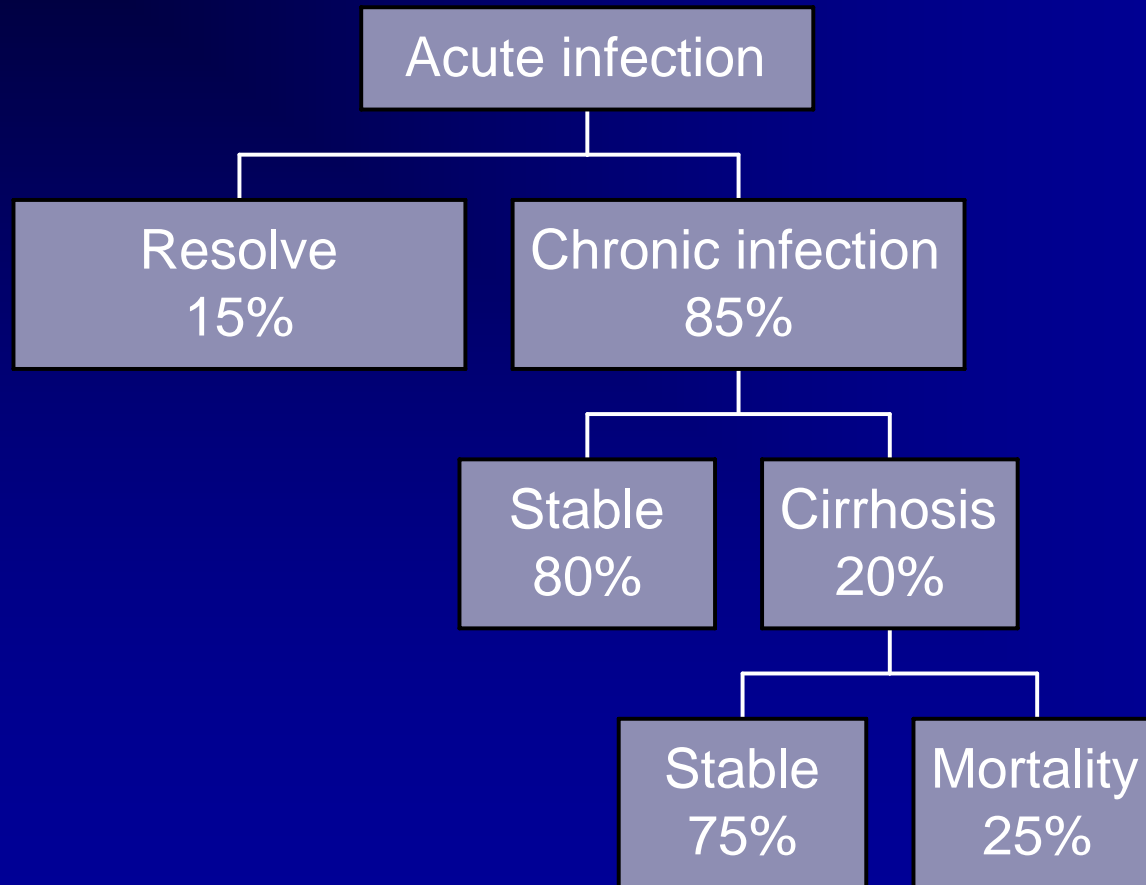 Acute infection
Resolve
15%
Chronic infection
85%
Stable
80%
Cirrhosis
20%
Stable
75%
Mortality
25%